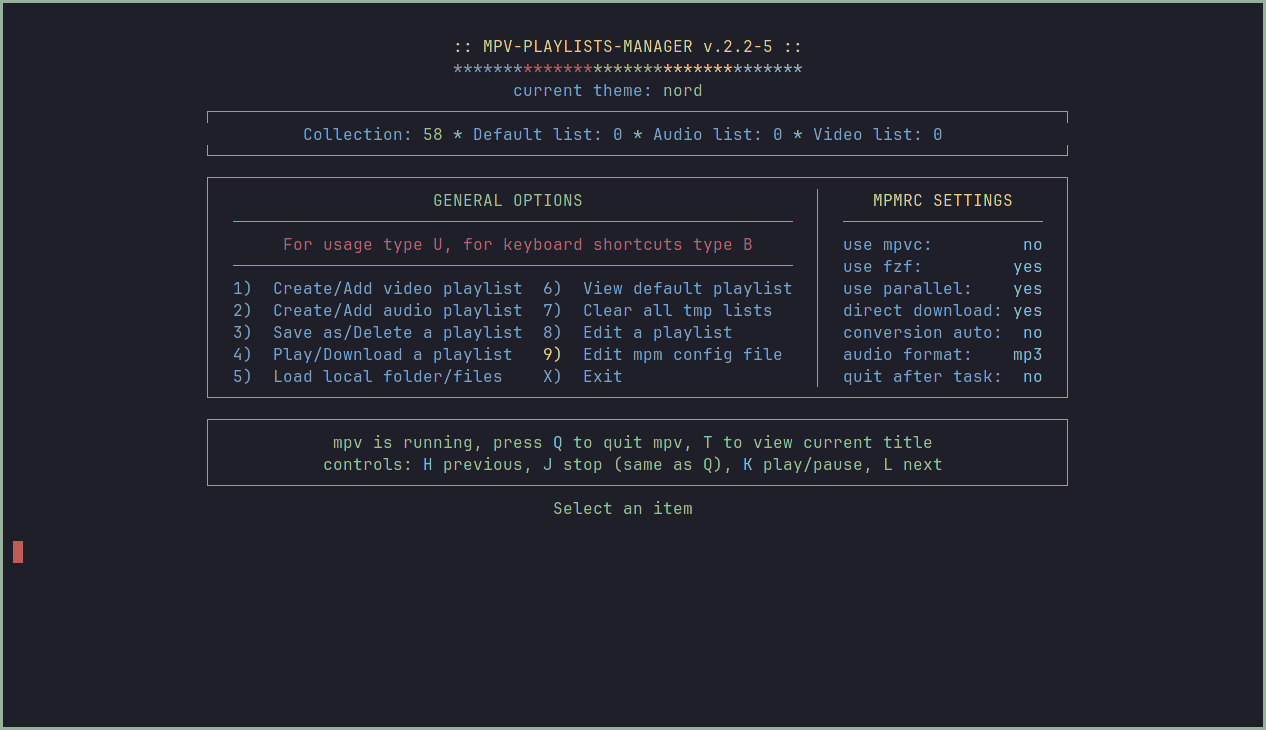 :: MPV-PLAYLISTS-MANAGER v.2.2-5 ::
***********************************
current theme: nord
Collection: 58 * Default list: 0 * Audio list: 0 * Video list: 0
GENERAL OPTIONS
For usage type U, for keyboard shortcuts type B
1) Create/Add video playlist 6) View default playlist
2) Create/Add audio playlist 7) Clear all tmp lists
3) Save as/Delete a playlist 8) Edit a playlist
4) Play/Download a playlist 9) Edit mpm config file
5) Load local folder/files X) Exit
MPMRC SETTINGS
use mpvc: no
use fzf: yes
use parallel: yes
direct download: yes
conversion auto: no
audio format: mp3
quit after task: no
mpv is running, press Q to quit mpv, T to view current title
controls: H previous, J stop (same as Q), K play/pause, L next
Select an item